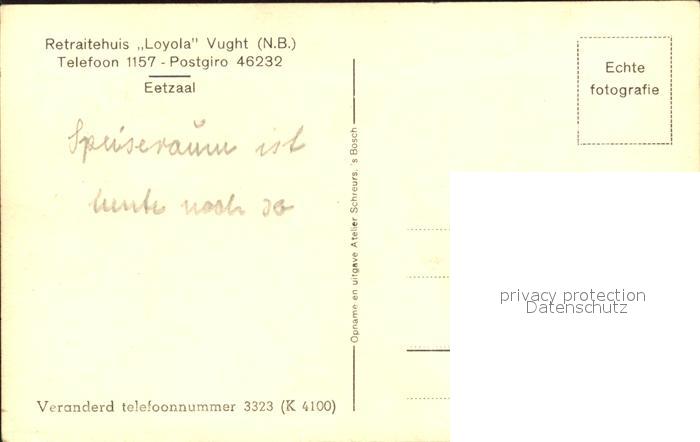 Retraitehuis „Loyola" Vught (N.B.)
Telefoon 1157 - Postgiro 46232
Eetzaal
Speiseraum ist
heute noch so
Veranderd telefoonnummer 3323 (K 4100)
Opname en uitgave Atelier Schreurs, 's Bosch
Echte
fotografie
privacy protection
Datenschutz